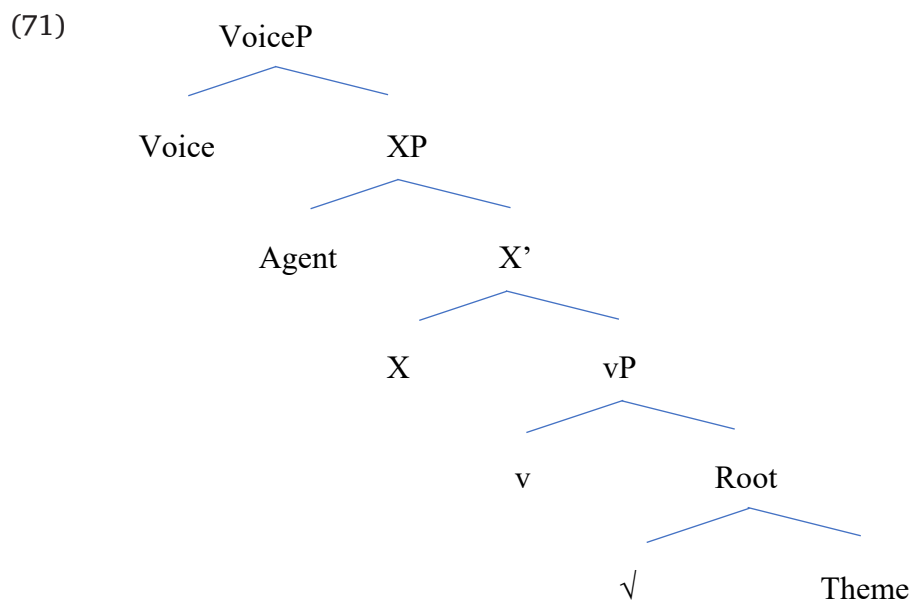 (71)
VoiceP
Voice XP
Agent X’
X vP
v Root
√ Theme